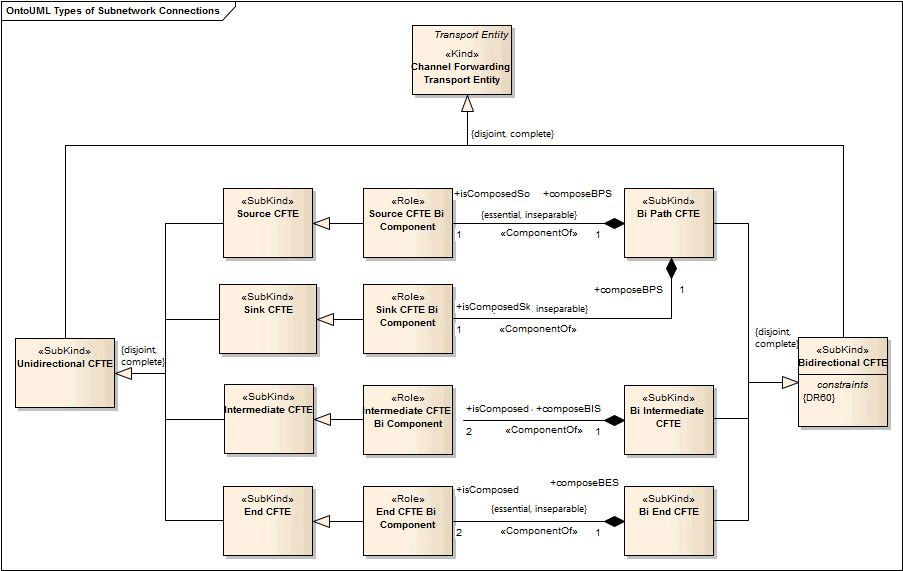 OntoUML Types of Subnetwork Connections
Transport Entity
«Kind»
Channel Forwarding
Transport Entity
{disjoint, complete}
«SubKind»
Source CFTE
«Role»
Source CFTE Bi
Component
+isComposedSo +composeBPS
{essential, inseparable}
1 «ComponentOf» 1
«SubKind»
Bi Path CFTE
«SubKind»
Sink CFTE
«Role»
Sink CFTE Bi
Component
+composeBPS 1
+isComposedSk , inseparable}
1 «ComponentOf»
«SubKind»
Unidirectional CFTE
{disjoint,
complete}
{disjoint,
complete}
«SubKind»
Bidirectional CFTE
constraints
{DR60}
«SubKind»
Intermediate CFTE
«Role»
Intermediate CFTE
Bi Component
+isComposed +composeBIS
2 «ComponentOf» 1
«SubKind»
Bi Intermediate
CFTE
«SubKind»
End CFTE
«Role»
End CFTE Bi
Component
+isComposed +composeBES
{essential, inseparable}
2 «ComponentOf» 1
«SubKind»
Bi End CFTE